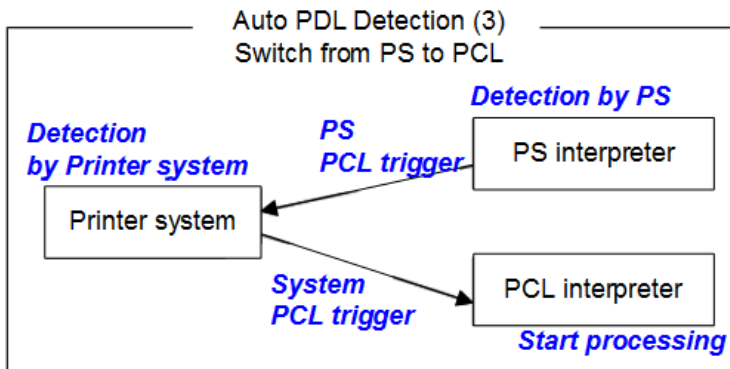 Auto PDL Detection (3)
Switch from PS to PCL
Detection by PS
Detection
by Printer system
PS
PCL trigger
PS interpreter
Printer system
System
PCL trigger
PCL interpreter
Start processing